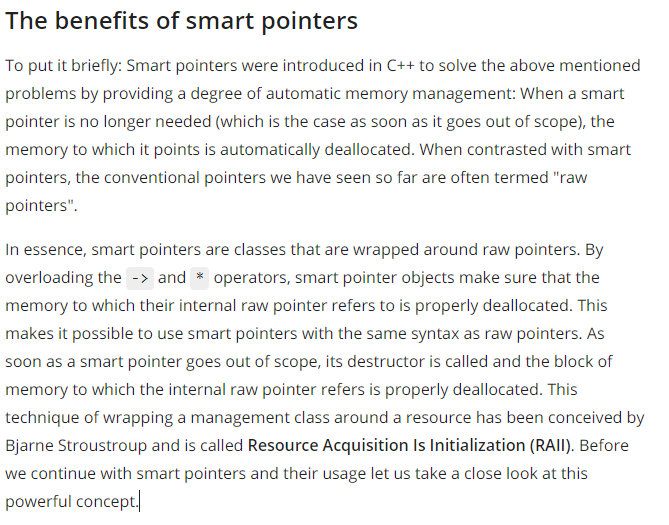 The benefits of smart pointers
To put it briefly: Smart pointers were introduced in C++ to solve the above mentioned
problems by providing a degree of automatic memory management: When a smart
pointer is no longer needed (which is the case as soon as it goes out of scope), the
memory to which it points is automatically deallocated. When contrasted with smart
pointers, the conventional pointers we have seen so far are often termed "raw
pointers".
In essence, smart pointers are classes that are wrapped around raw pointers. By
overloading the -> and * operators, smart pointer objects make sure that the
memory to which their internal raw pointer refers to is properly deallocated. This
makes it possible to use smart pointers with the same syntax as raw pointers. As
soon as a smart pointer goes out of scope, its destructor is called and the block of
memory to which the internal raw pointer refers is properly deallocated. This
technique of wrapping a management class around a resource has been conceived by
Bjarne Stroustroup and is called Resource Acquisition Is Initialization (RAII). Before
we continue with smart pointers and their usage let us take a close look at this
powerful concept.